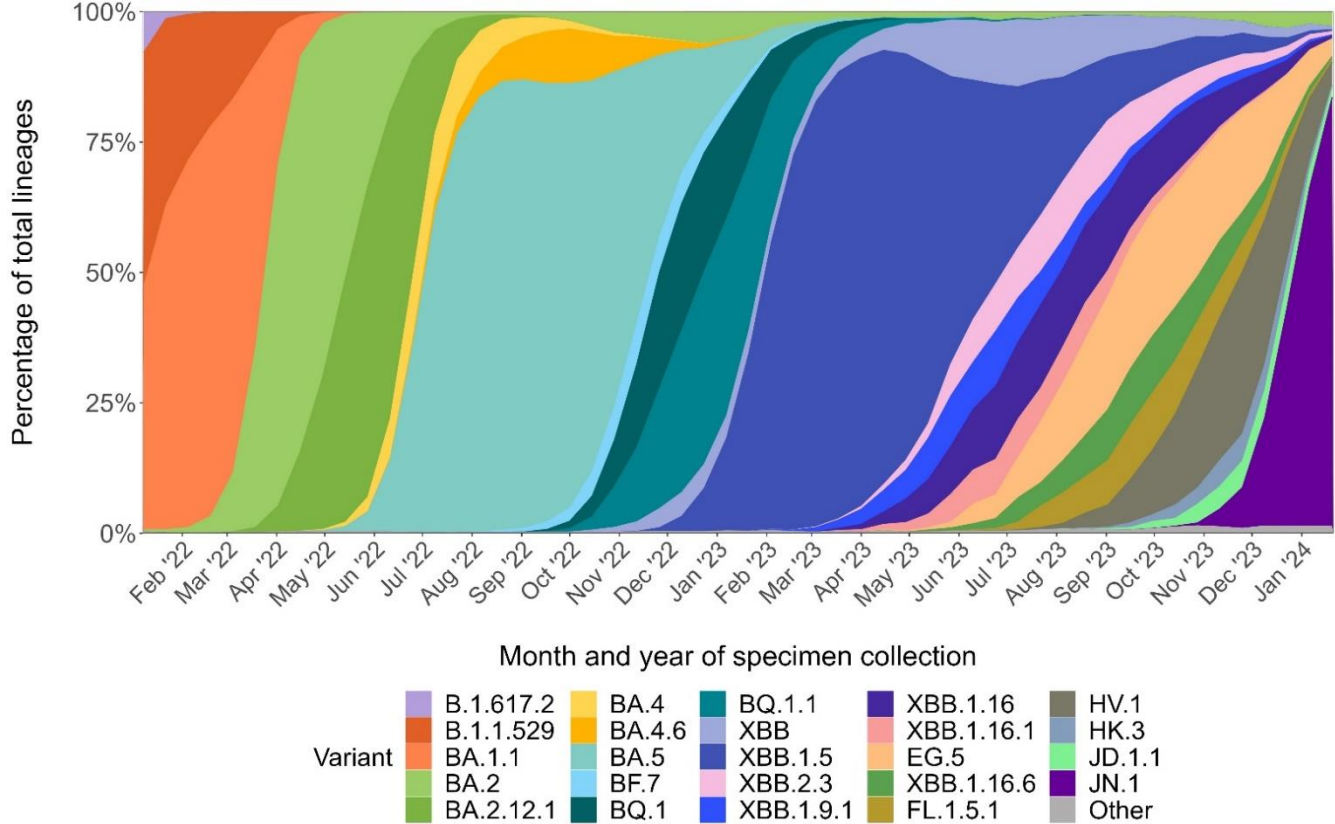 Percentage of total lineages
100%
75%
50%
25%
0%
Feb '22
Mar '22
Apr '22
May '22
Jun '22
Jul '22
Aug '22
Sep '22
Oct '22
Nov '22
Dec '22
Jan '23
Feb '23
Mar '23
Apr '23
May '23
Jun '23
Jul '23
Aug '23
Sep '23
Oct '23
Nov '23
Dec '23
Jan '24
Month and year of specimen collection
Variant
B.1.617.2
B.1.1.529
BA.1.1
BA.2
BA.2.12.1
BA.4
BA.4.6
BA.5
BF.7
BQ.1
BQ.1.1
XBB
XBB.1.5
XBB.2.3
XBB.1.9.1
XBB.1.16
XBB.1.16.1
EG.5
XBB.1.16.6
FL.1.5.1
HV.1
HK.3
JD.1.1
JN.1
Other